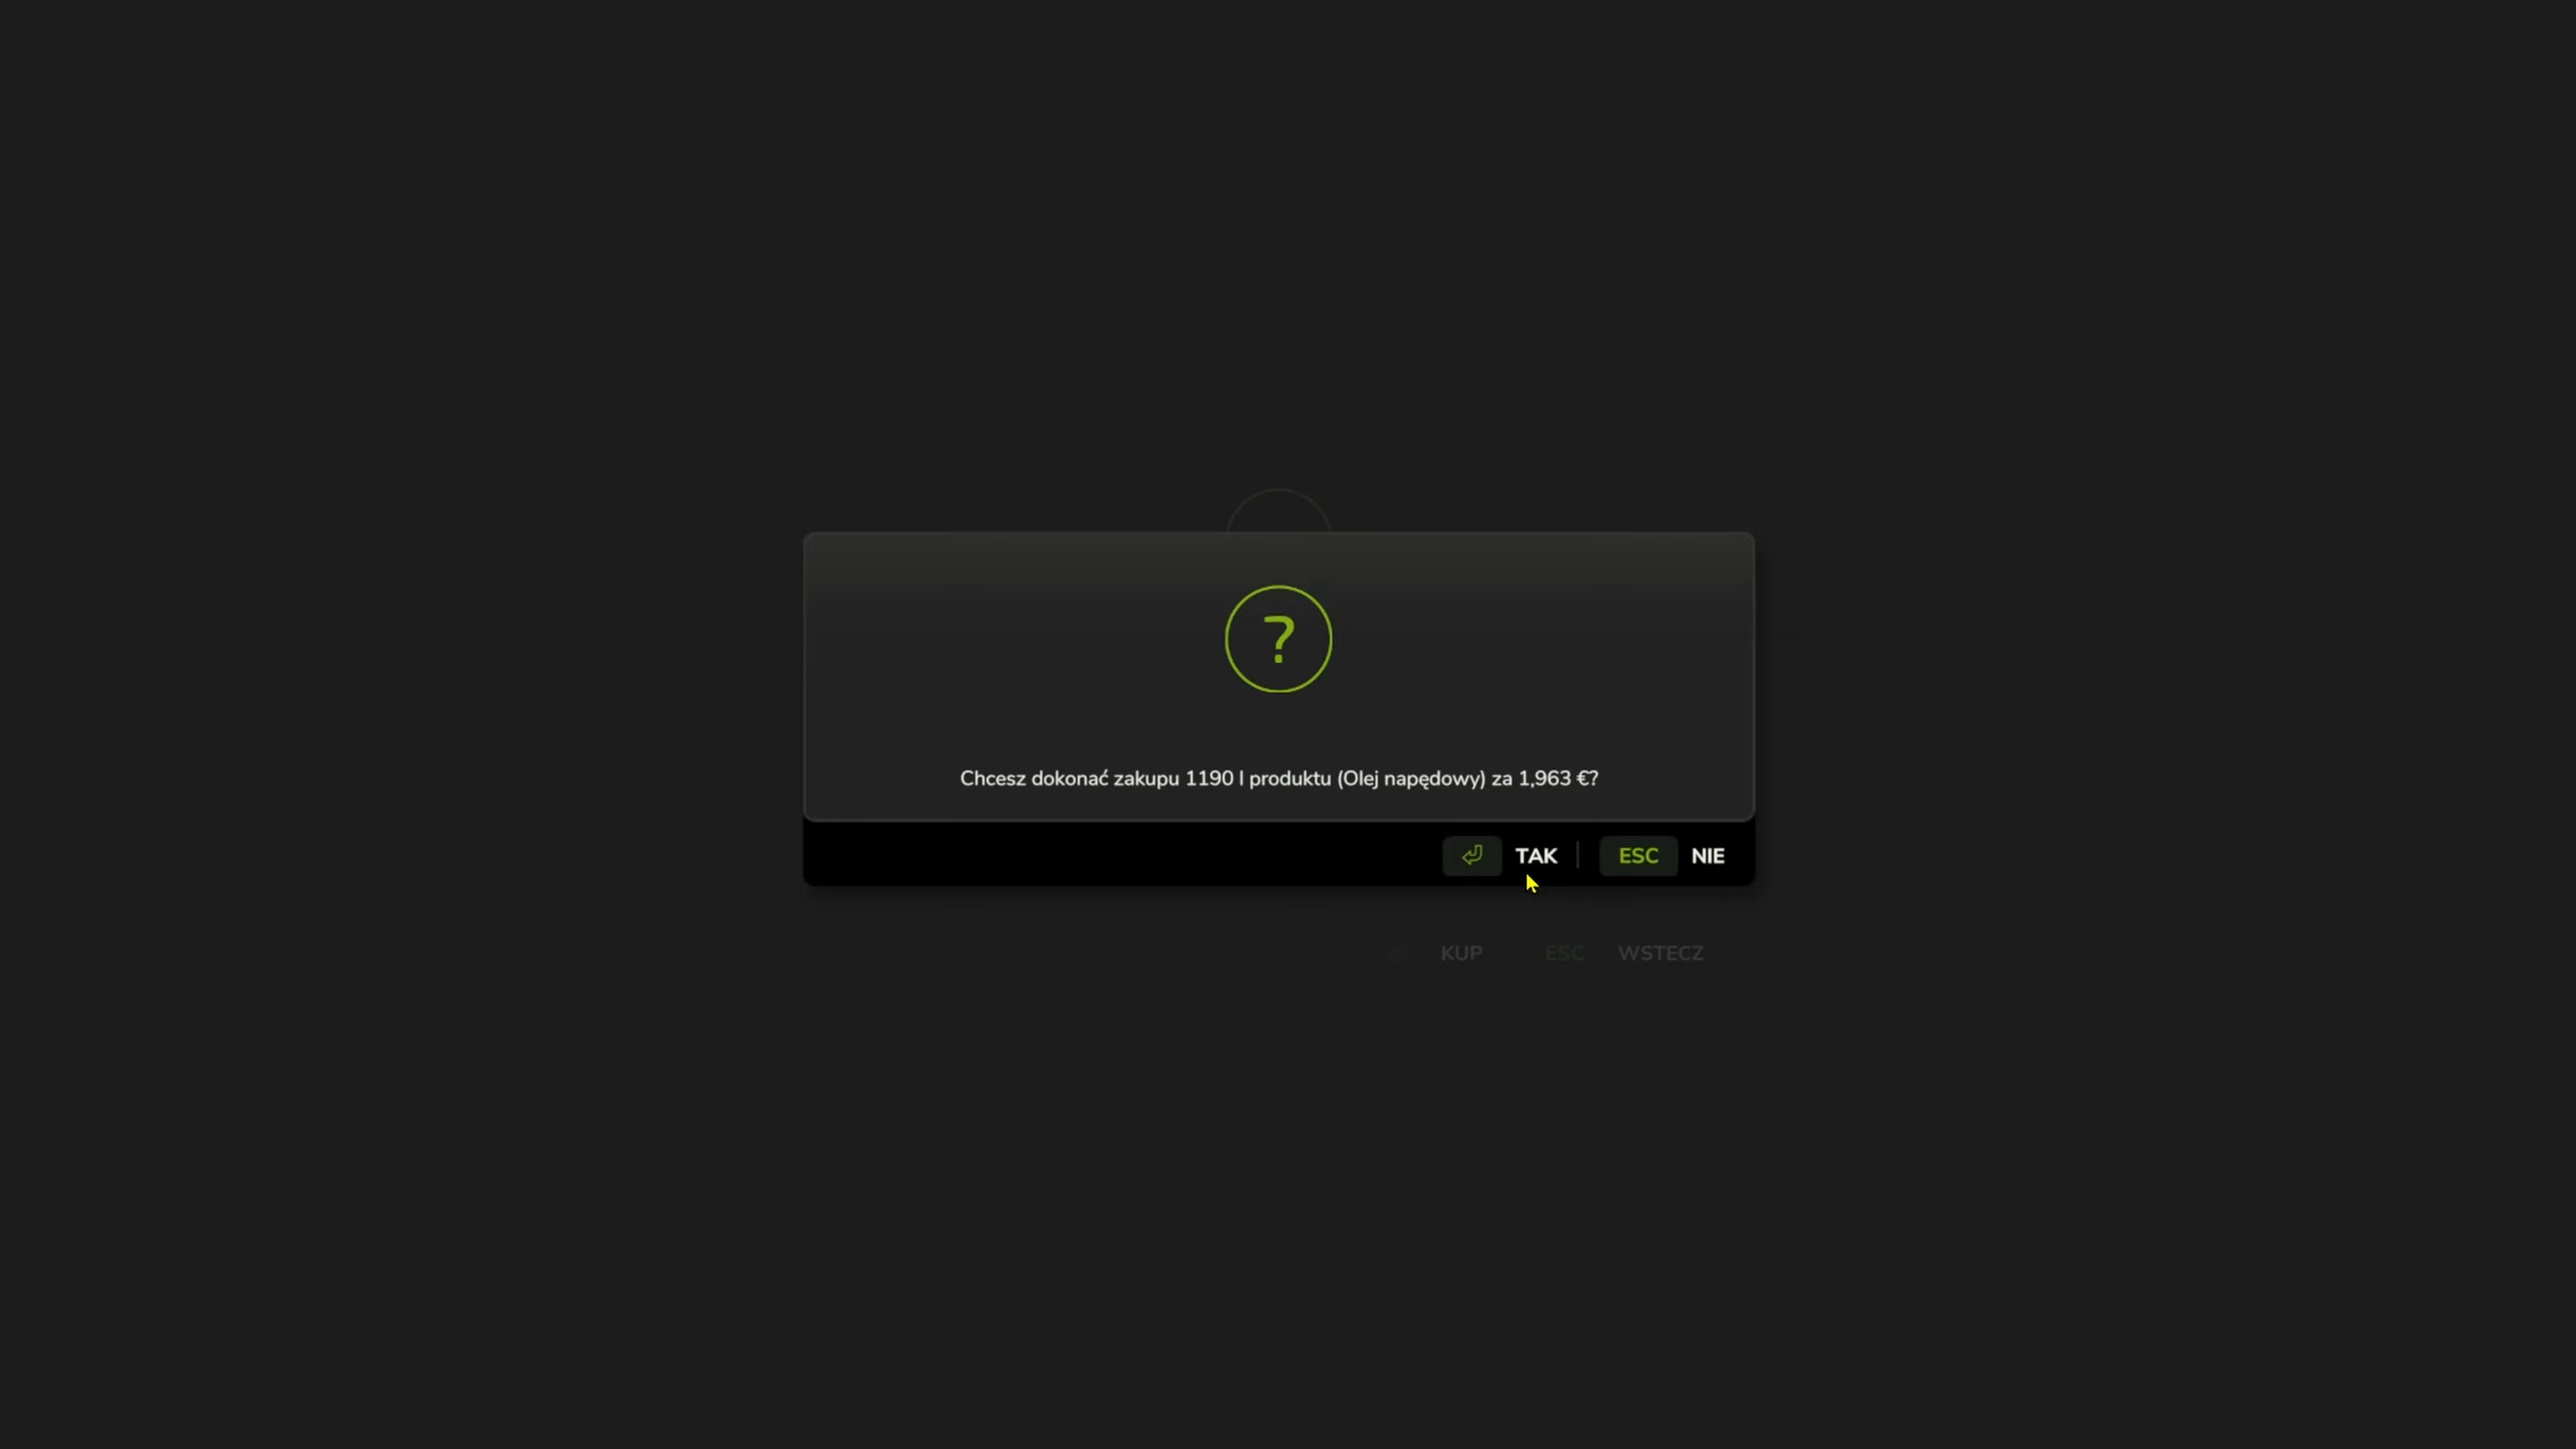 ?
Chcesz dokonać zakupu 1190 l produktu (Olej napędowy) za 1,963 €?
TAK | ESC NIE
KUP ESC WSTECZ